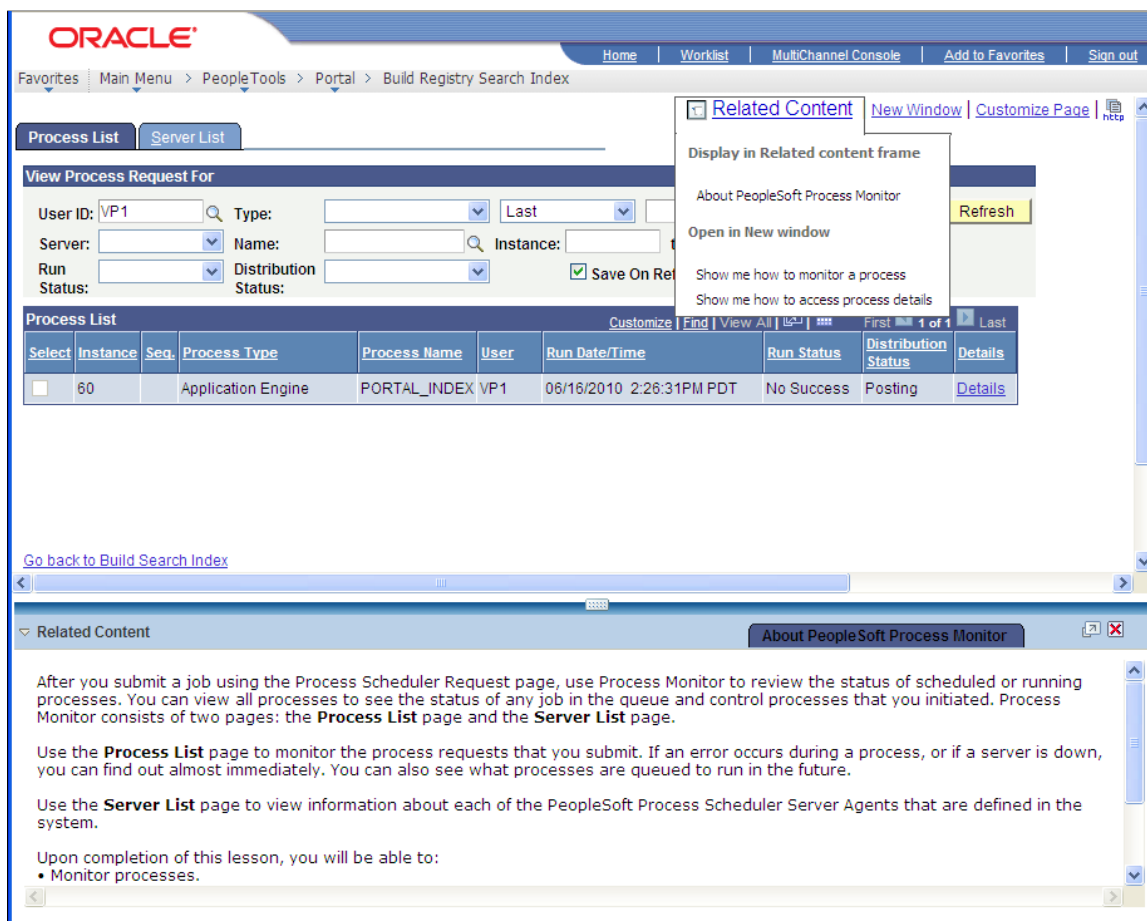 ORACLE'
Home | Worklist | MultiChannel Console | Add to Favorites | Sign out
Favorites Main Menu > PeopleTools > Portal > Build Registry Search Index
Related Content New Window | Customize Page | http
Process List Server List
Display in Related content frame
View Process Request For
About PeopleSoft Process Monitor
User ID: VP1 Type: Last Refresh
Open in New window
Server: Name: Instance: t
Run Status: Distribution Status: Save On Ref
Show me how to monitor a process
Show me how to access process details
Process List Customize | Find | View All | First 1 of 1 Last
Select Instance Seq. Process Type Process Name User Run Date/Time Run Status Distribution Status Details
60 Application Engine PORTAL_INDEX VP1 06/16/2010 2:26:31PM PDT No Success Posting Details
Go back to Build Search Index
Related Content About PeopleSoft Process Monitor
After you submit a job using the Process Scheduler Request page, use Process Monitor to review the status of scheduled or running
processes. You can view all processes to see the status of any job in the queue and control processes that you initiated. Process
Monitor consists of two pages: the Process List page and the Server List page.
Use the Process List page to monitor the process requests that you submit. If an error occurs during a process, or if a server is down,
you can find out almost immediately. You can also see what processes are queued to run in the future.
Use the Server List page to view information about each of the PeopleSoft Process Scheduler Server Agents that are defined in the
system.
Upon completion of this lesson, you will be able to:
• Monitor processes.